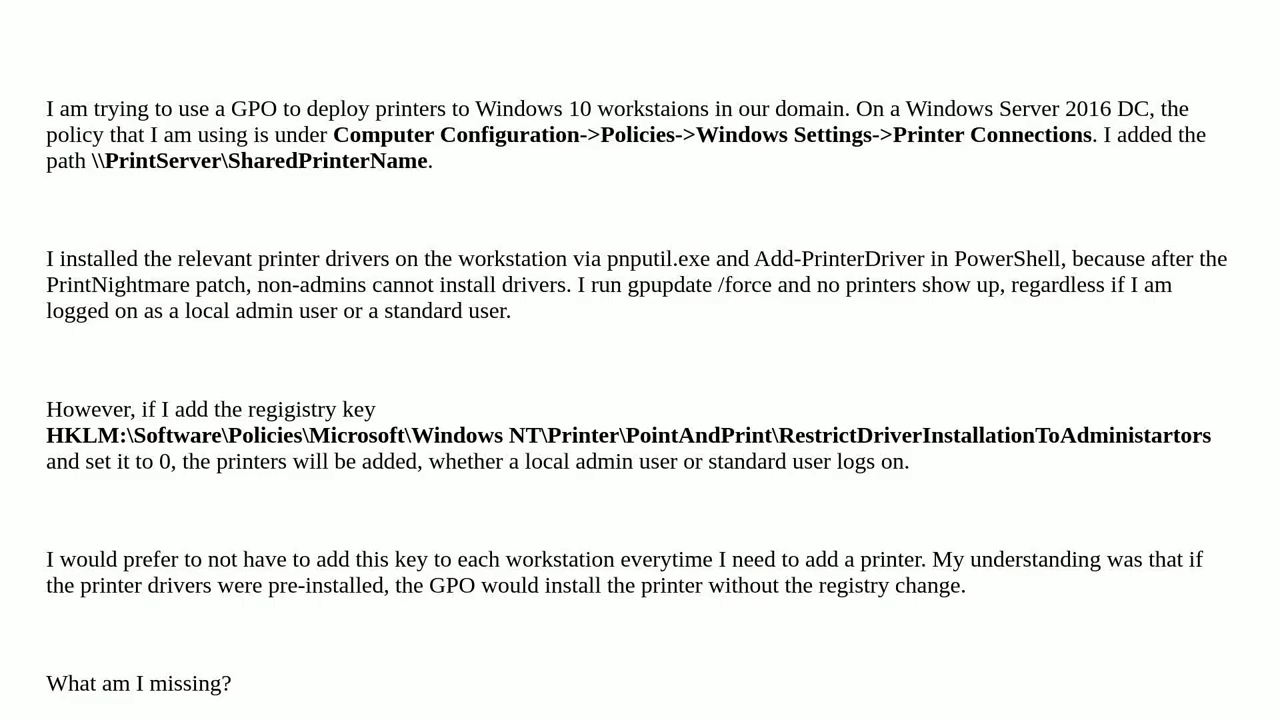 I am trying to use a GPO to deploy printers to Windows 10 workstaions in our domain. On a Windows Server 2016 DC, the
policy that I am using is under Computer Configuration->Policies->Windows Settings->Printer Connections. I added the
path \\PrintServer\SharedPrinterName.
I installed the relevant printer drivers on the workstation via pnputil.exe and Add-PrinterDriver in PowerShell, because after the
PrintNightmare patch, non-admins cannot install drivers. I run gpupdate /force and no printers show up, regardless if I am
logged on as a local admin user or a standard user.
However, if I add the regigistry key
HKLM:\Software\Policies\Microsoft\Windows NT\Printer\PointAndPrint\RestrictDriverInstallationToAdministartors
and set it to 0, the printers will be added, whether a local admin user or standard user logs on.
I would prefer to not have to add this key to each workstation everytime I need to add a printer. My understanding was that if
the printer drivers were pre-installed, the GPO would install the printer without the registry change.
What am I missing?